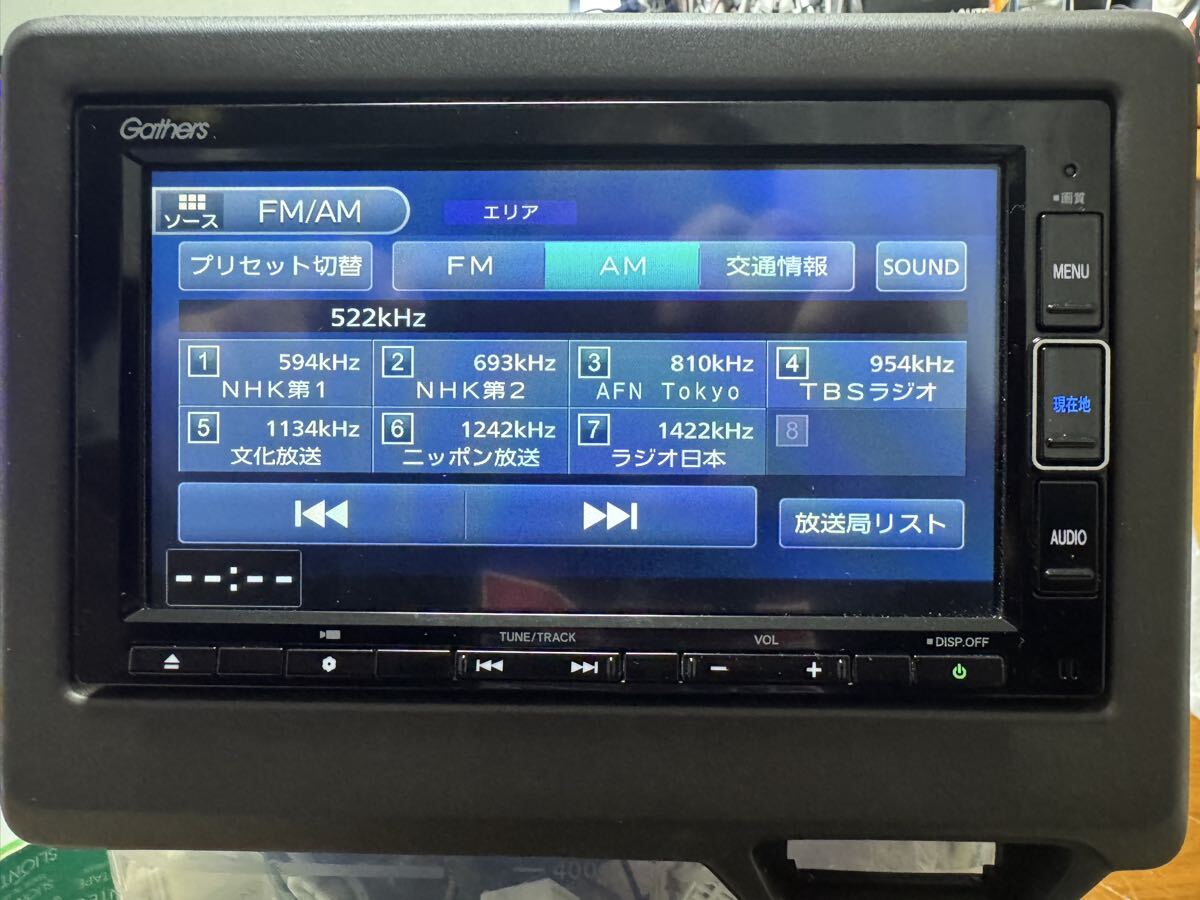 Gathers
ソース FM/AM エリア
プリセット切替 FM AM 交通情報 SOUND
522kHz
1 594kHz 2 693kHz 3 810kHz 4 954kHz
NHK第1 NHK第2 AFN Tokyo TBSラジオ
5 1134kHz 6 1242kHz 7 1422kHz 8
文化放送 ニッポン放送 ラジオ日本
放送局リスト
--:--
画質
MENU
現在地
AUDIO
TUNE/TRACK VOL DISP.OFF
SLIONT
400